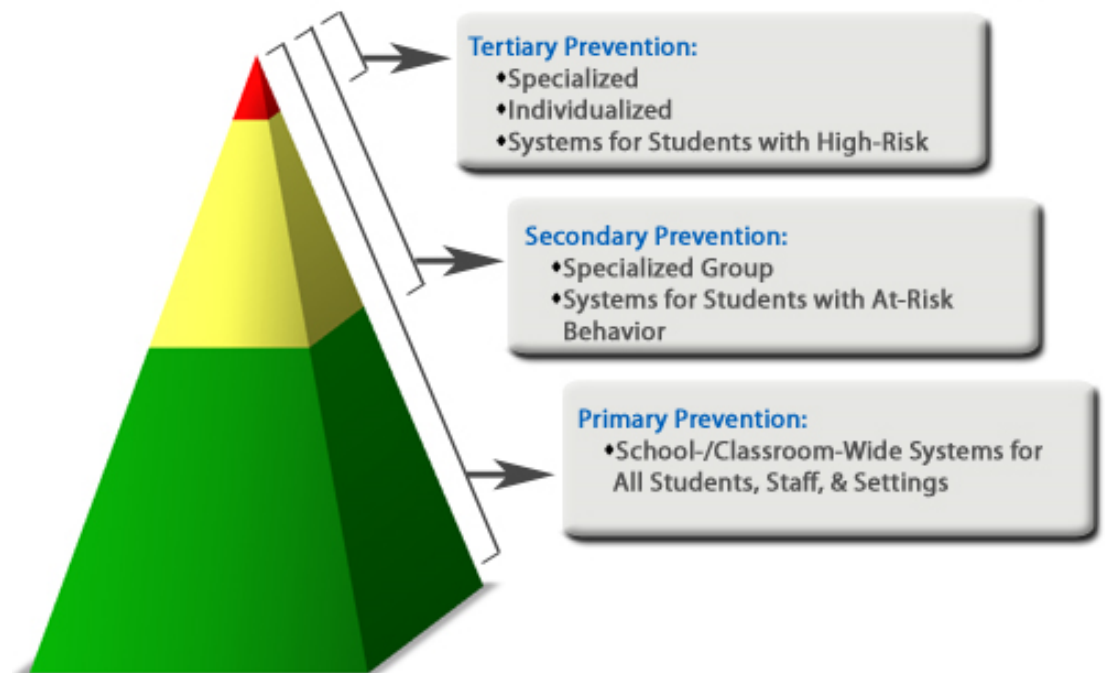 Tertiary Prevention:
♦Specialized
♦Individualized
♦Systems for Students with High-Risk
Secondary Prevention:
♦Specialized Group
♦Systems for Students with At-Risk
Behavior
Primary Prevention:
♦School-/Classroom-Wide Systems for
All Students, Staff, & Settings